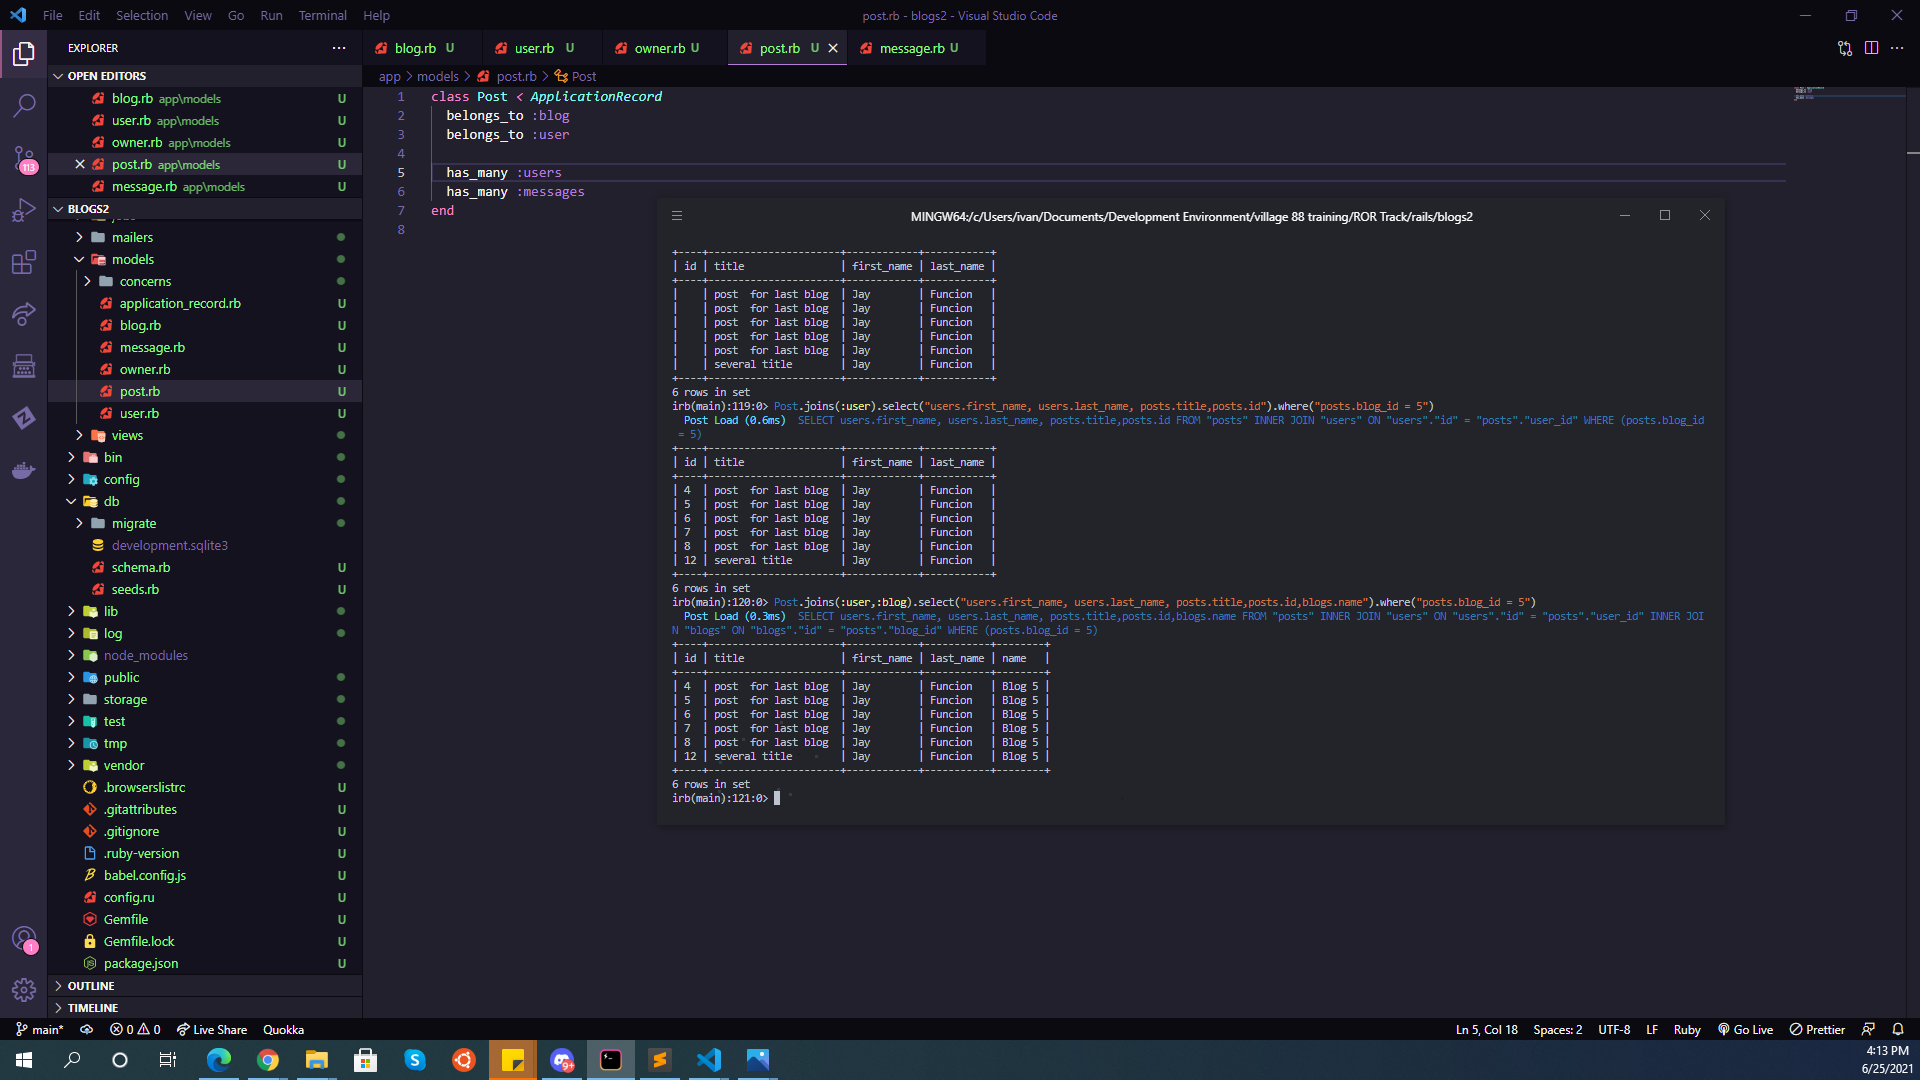 File Edit Selection View Go Run Terminal Help
post.rb - blogs2 - Visual Studio Code
EXPLORER
OPEN EDITORS
blog.rb app\models U
user.rb app\models U
owner.rb app\models U
post.rb app\models U
message.rb app\models U
BLOGS2
mailers
models
concerns
application_record.rb U
blog.rb U
message.rb U
owner.rb U
post.rb U
user.rb U
views
bin
config
db
migrate
development.sqlite3
schema.rb U
seeds.rb U
lib
log
node_modules
public
storage
test
tmp
vendor
.browserslistrc U
.gitattributes U
.gitignore U
.ruby-version U
babel.config.js U
config.ru U
Gemfile U
Gemfile.lock U
package.json U
OUTLINE
TIMELINE
113
1
blog.rb U user.rb U owner.rb U post.rb U message.rb U
app > models > post.rb > Post
1 class Post < ApplicationRecord
2 belongs_to :blog
3 belongs_to :user
4
5 has_many :users
6 has_many :messages
7 end
8
MINGW64:/c/Users/ivan/Documents/Development Environment/village 88 training/ROR Track/rails/blogs2
+----+----------------------+------------+-----------+
| id | title | first_name | last_name |
+----+----------------------+------------+-----------+
| | post for last blog | Jay | Funcion |
| | post for last blog | Jay | Funcion |
| | post for last blog | Jay | Funcion |
| | post for last blog | Jay | Funcion |
| | post for last blog | Jay | Funcion |
| | several title | Jay | Funcion |
+----+----------------------+------------+-----------+
6 rows in set
irb(main):119:0> Post.joins(:user).select("users.first_name, users.last_name, posts.title,posts.id").where("posts.blog_id = 5")
Post Load (0.6ms) SELECT users.first_name, users.last_name, posts.title,posts.id FROM "posts" INNER JOIN "users" ON "users"."id" = "posts"."user_id" WHERE (posts.blog_id
= 5)
+----+----------------------+------------+-----------+
| id | title | first_name | last_name |
+----+----------------------+------------+-----------+
| 4 | post for last blog | Jay | Funcion |
| 5 | post for last blog | Jay | Funcion |
| 6 | post for last blog | Jay | Funcion |
| 7 | post for last blog | Jay | Funcion |
| 8 | post for last blog | Jay | Funcion |
| 12 | several title | Jay | Funcion |
+----+----------------------+------------+-----------+
6 rows in set
irb(main):120:0> Post.joins(:user,:blog).select("users.first_name, users.last_name, posts.title,posts.id,blogs.name").where("posts.blog_id = 5")
Post Load (0.3ms) SELECT users.first_name, users.last_name, posts.title,posts.id,blogs.name FROM "posts" INNER JOIN "users" ON "users"."id" = "posts"."user_id" INNER JOI
N "blogs" ON "blogs"."id" = "posts"."blog_id" WHERE (posts.blog_id = 5)
+----+----------------------+------------+-----------+--------+
| id | title | first_name | last_name | name |
+----+----------------------+------------+-----------+--------+
| 4 | post for last blog | Jay | Funcion | Blog 5 |
| 5 | post for last blog | Jay | Funcion | Blog 5 |
| 6 | post for last blog | Jay | Funcion | Blog 5 |
| 7 | post for last blog | Jay | Funcion | Blog 5 |
| 8 | post for last blog | Jay | Funcion | Blog 5 |
| 12 | several title | Jay | Funcion | Blog 5 |
+----+----------------------+------------+-----------+--------+
6 rows in set
irb(main):121:0>
main* 0 0 Live Share Quokka
Ln 5, Col 18 Spaces: 2 UTF-8 LF Ruby Go Live Prettier
9+
4:13 PM
6/25/2021